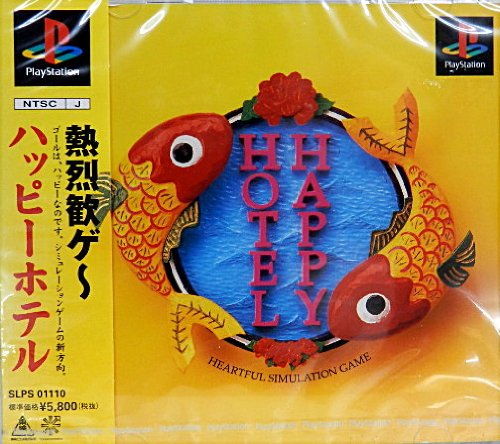 PlayStation
NTSC J
熱烈歓ゲ〜
ゴールは、ハッピーなのです。シミュレーションゲームの新方向。
ハッピーホテル
SLPS 01110
標準価格¥5,800(税抜)
PlayStation
HAPPY
HOTEL
HEARTFUL SIMULATION GAME